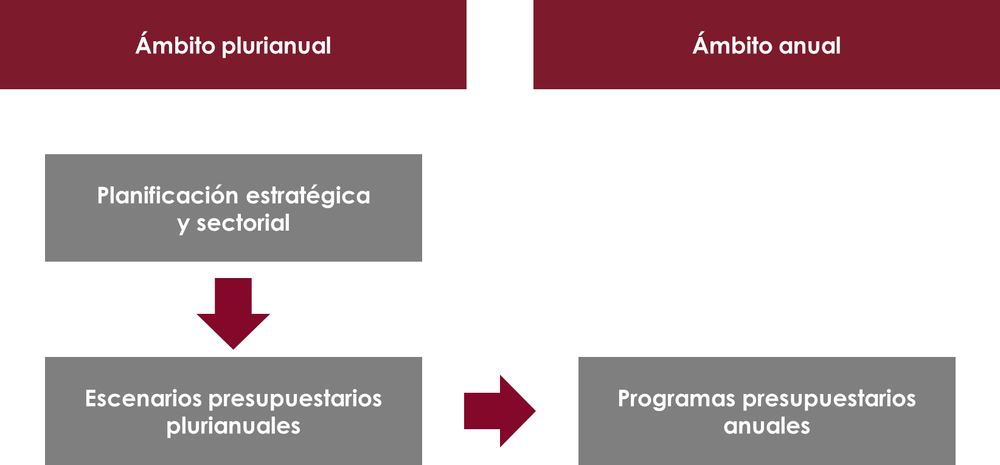 Ámbito plurianual
Ámbito anual
Planificación estratégica
y sectorial
Escenarios presupuestarios
plurianuales
Programas presupuestarios
anuales